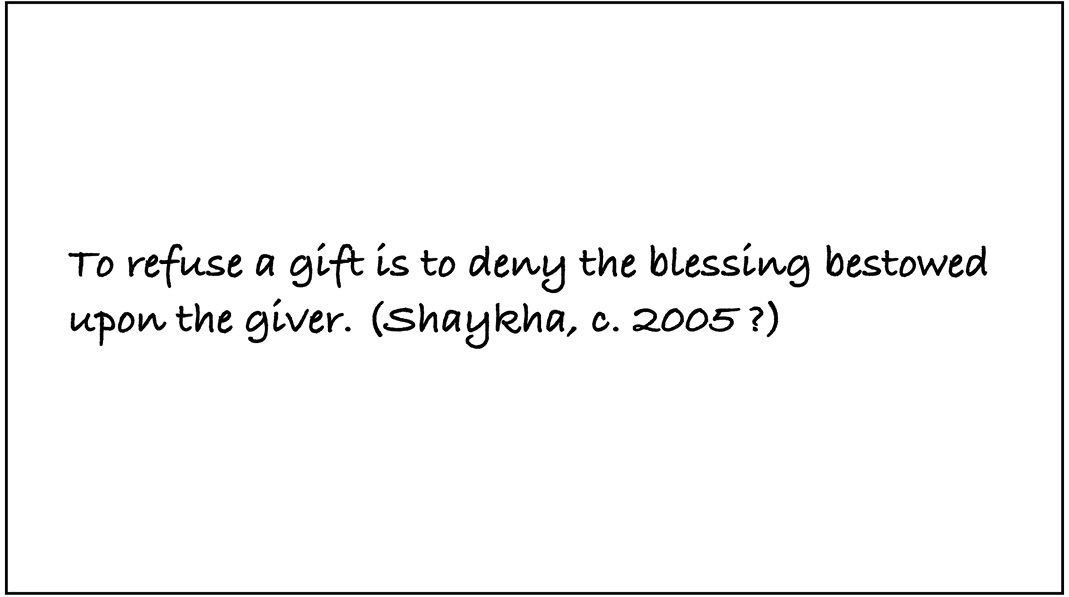 To refuse a gift is to deny the blessing bestowed
upon the giver. (Shaykha, c. 2005 ?)